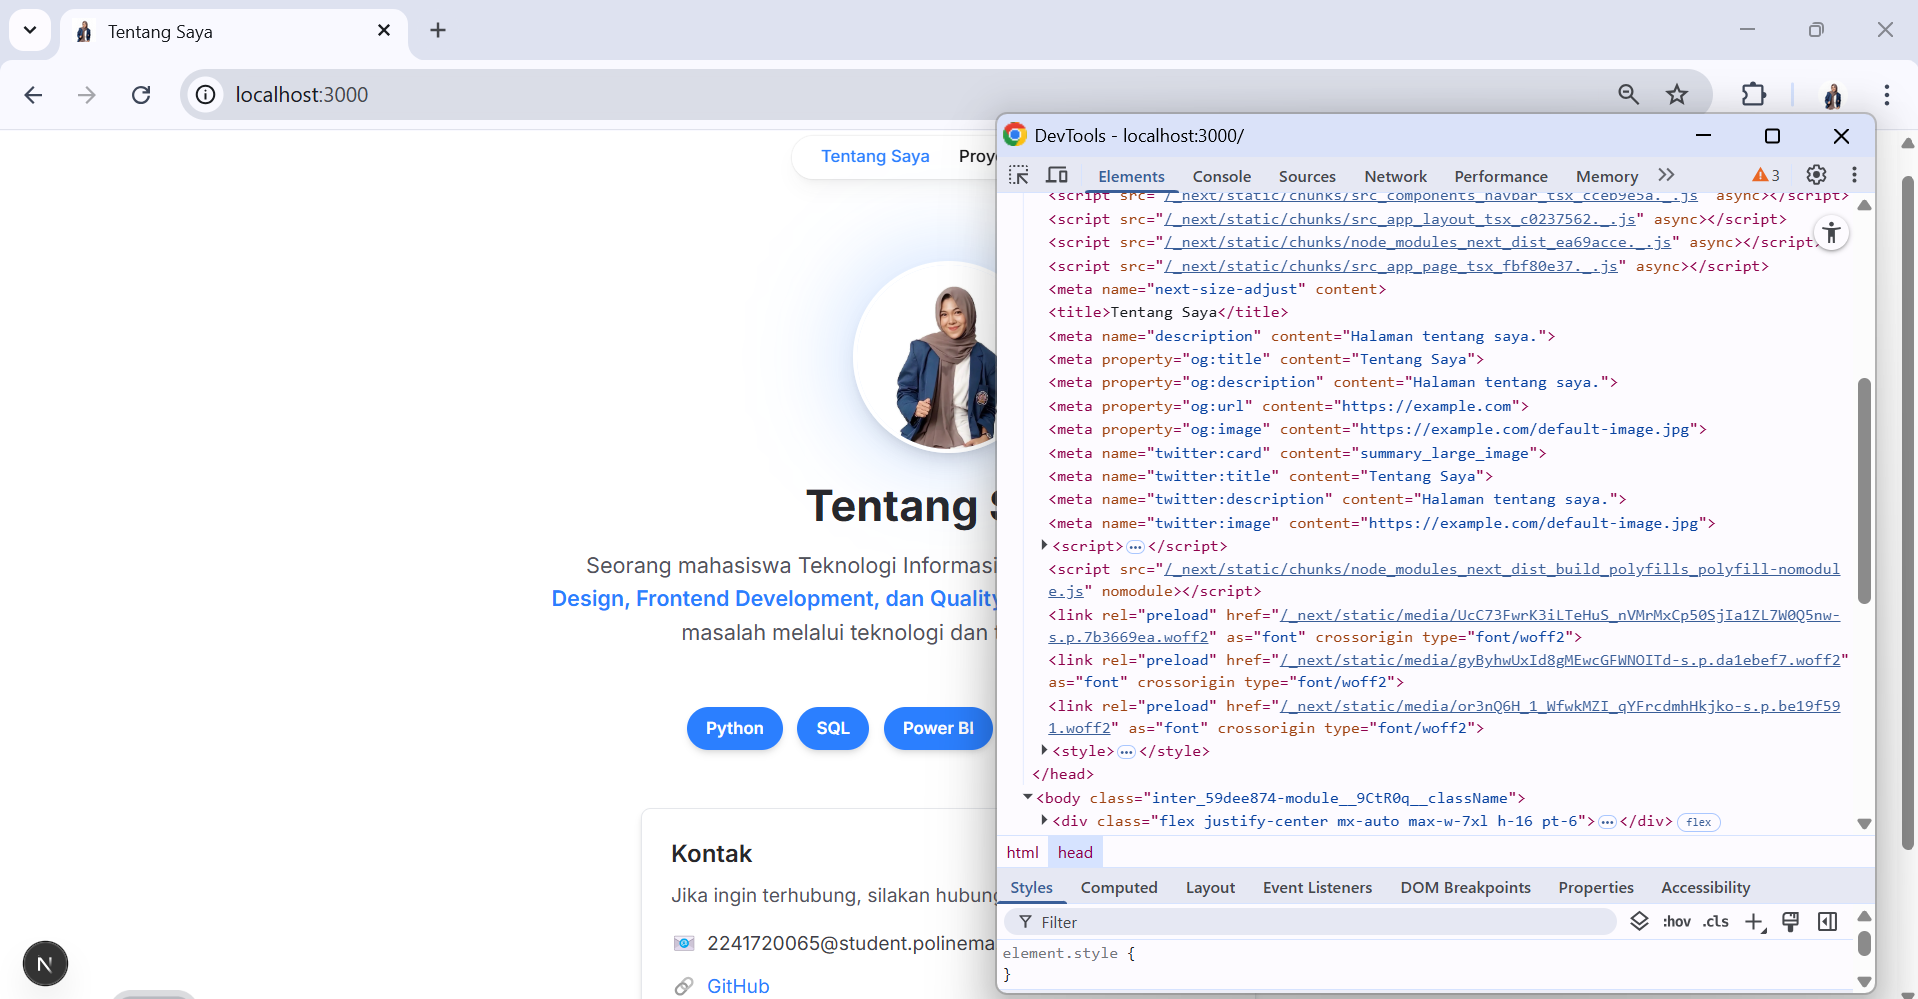 Tentang Saya
localhost:3000
Tentang Saya Proy
Tentang S
Seorang mahasiswa Teknologi Informasi
Design, Frontend Development, dan Quality
masalah melalui teknologi dan t
Python SQL Power BI
Kontak
Jika ingin terhubung, silakan hubung
2241720065@student.polinema
GitHub
N
DevTools - localhost:3000/
Elements Console Sources Network Performance Memory 3
<script src="/_next/static/chunks/src_components_navbar_tsx_cceb9e5a._.js" async></script>
<script src="/_next/static/chunks/src_app_layout_tsx_c0237562._.js" async></script>
<script src="/_next/static/chunks/node_modules_next_dist_ea69acce._.js" async></script>
<script src="/_next/static/chunks/src_app_page_tsx_fbf80e37._.js" async></script>
<meta name="next-size-adjust" content>
<title>Tentang Saya</title>
<meta name="description" content="Halaman tentang saya.">
<meta property="og:title" content="Tentang Saya">
<meta property="og:description" content="Halaman tentang saya.">
<meta property="og:url" content="https://example.com">
<meta property="og:image" content="https://example.com/default-image.jpg">
<meta name="twitter:card" content="summary_large_image">
<meta name="twitter:title" content="Tentang Saya">
<meta name="twitter:description" content="Halaman tentang saya.">
<meta name="twitter:image" content="https://example.com/default-image.jpg">
<script>…</script>
<script src="/_next/static/chunks/node_modules_next_dist_build_polyfills_polyfill-nomodul
e.js" nomodule></script>
<link rel="preload" href="/_next/static/media/UcC73FwrK3iLTeHuS_nVMrMxCp50SjIa1ZL7W0Q5nw-
s.p.7b3669ea.woff2" as="font" crossorigin type="font/woff2">
<link rel="preload" href="/_next/static/media/gyByhwUxId8gMEwcGFWNOITd-s.p.da1ebef7.woff2"
as="font" crossorigin type="font/woff2">
<link rel="preload" href="/_next/static/media/or3nQ6H_1_WfwkMZI_qYFrcdmhHkjko-s.p.be19f59
1.woff2" as="font" crossorigin type="font/woff2">
<style>…</style>
</head>
<body class="inter_59dee874-module__9CtR0q__className">
<div class="flex justify-center mx-auto max-w-7xl h-16 pt-6">…</div> flex
html head
Styles Computed Layout Event Listeners DOM Breakpoints Properties Accessibility
Filter :hov .cls
element.style {
}